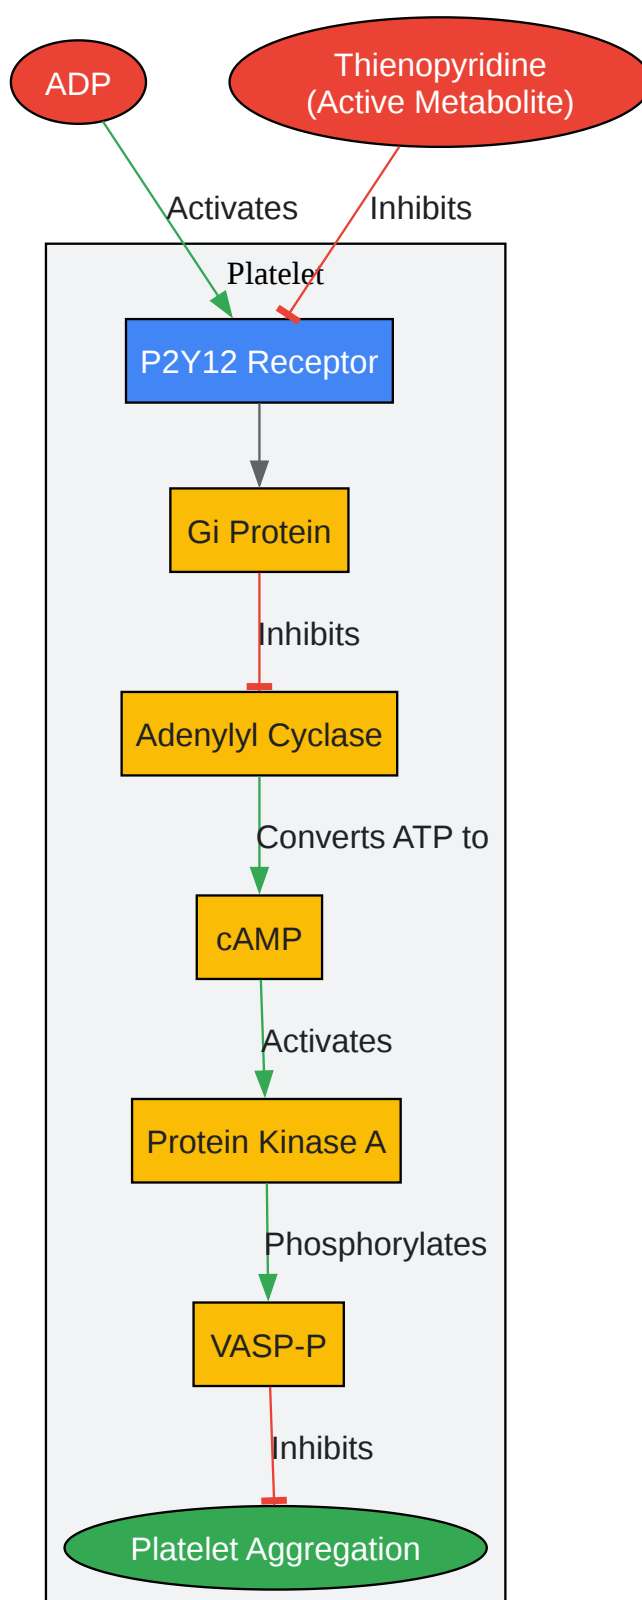 ADP
Thienopyridine
(Active Metabolite)
Activates
Inhibits
Platelet
P2Y12 Receptor
Gi Protein
Inhibits
Adenylyl Cyclase
Converts ATP to
cAMP
Activates
Protein Kinase A
Phosphorylates
VASP-P
Inhibits
Platelet Aggregation